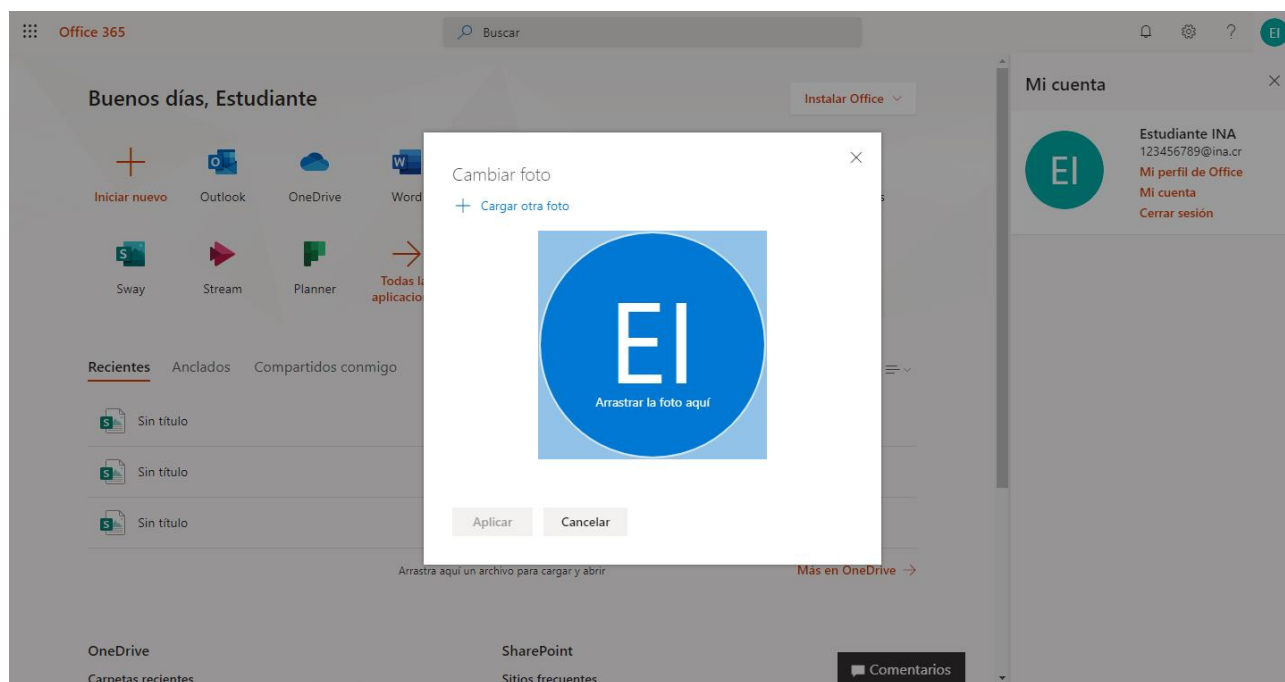 Office 365
Buscar
?
EI
Buenos días, Estudiante
Instalar Office
Iniciar nuevo
Outlook
OneDrive
Word
Sway
Stream
Planner
Todas la
aplicacio
Recientes Anclados Compartidos conmigo
Sin título
Sin título
Sin título
Arrastra aquí un archivo para cargar y abrir
Más en OneDrive →
OneDrive
Carpetas recientes
SharePoint
Sitios frecuentes
Comentarios
Cambiar foto
+ Cargar otra foto
EI
Arrastrar la foto aquí
Aplicar
Cancelar
Mi cuenta
EI
Estudiante INA
123456789@ina.cr
Mi perfil de Office
Mi cuenta
Cerrar sesión